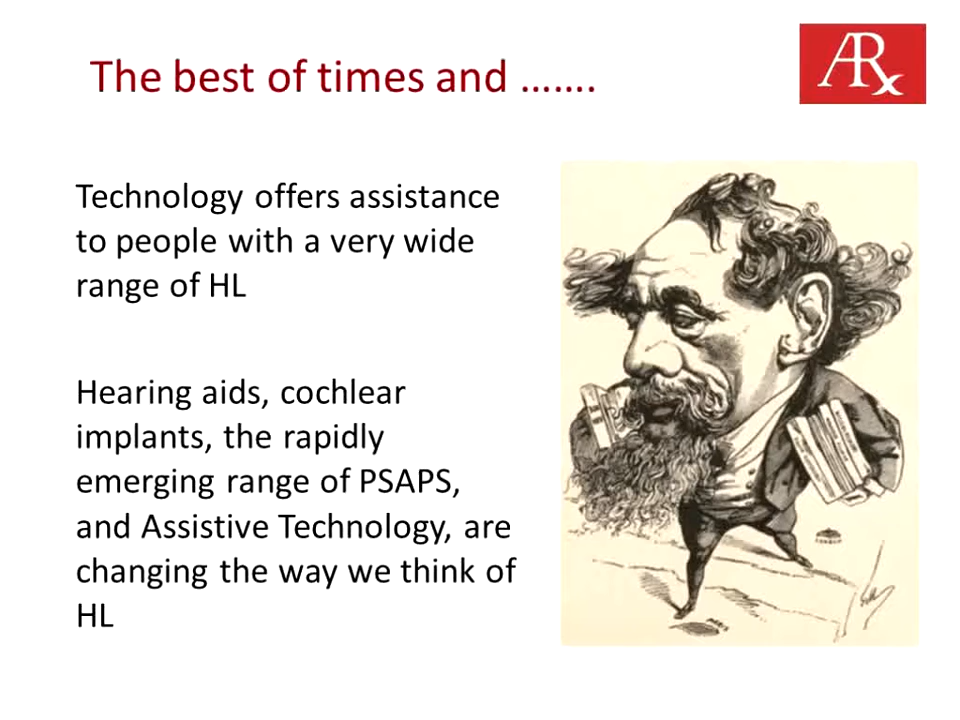 The best of times and …….
ARx
Technology offers assistance
to people with a very wide
range of HL
Hearing aids, cochlear
implants, the rapidly
emerging range of PSAPS,
and Assistive Technology, are
changing the way we think of
HL